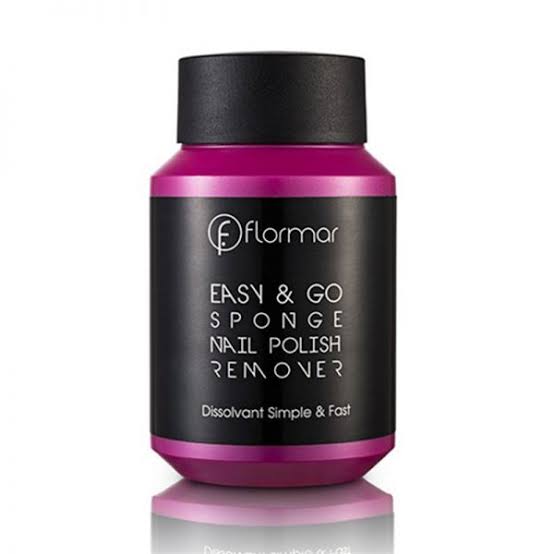 flormar
EASY & GO
SPONGE
NAIL POLISH
REMOVER
Dissolvant Simple & Fast